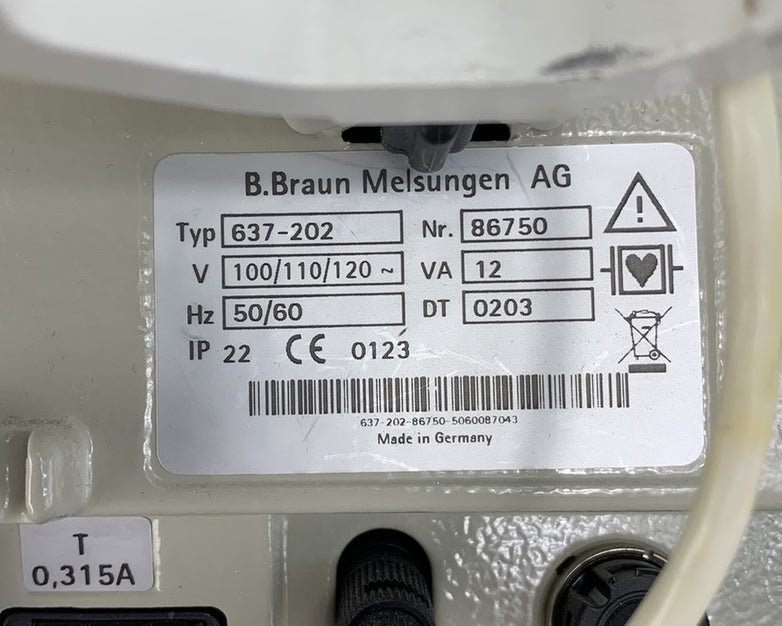 B.Braun Melsungen AG
Typ 637-202 Nr. 86750
V 100/110/120 ~ VA 12
Hz 50/60 DT 0203
IP 22 CE 0123
637-202-86750-5060087043
Made in Germany
T
0,315A